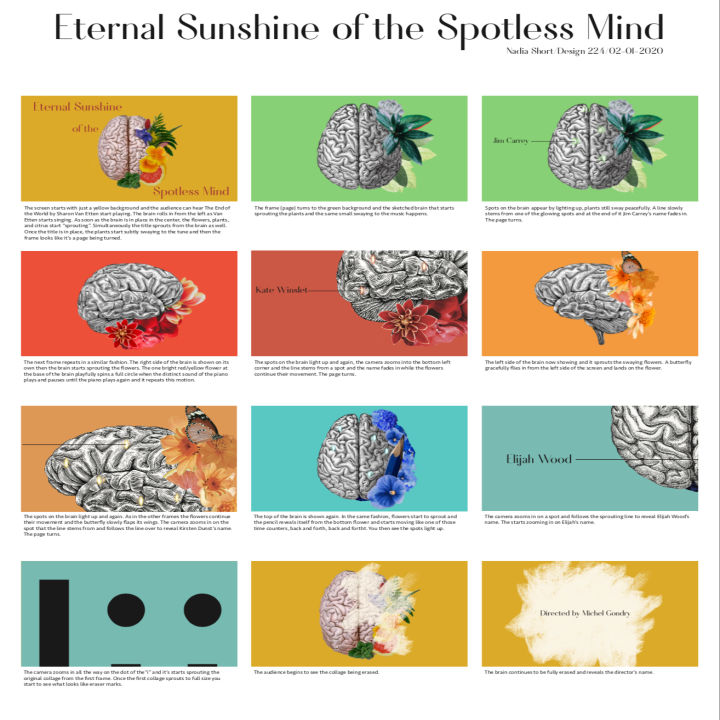 Eternal Sunshine of the Spotless Mind
Nadia Short/Design 224/02-01-2020
Eternal Sunshine
of the
Spotless Mind
The screen starts with just a yellow background and the audience can hear The End of
the World by Sharon Van Etten start playing. The brain rolls in from the left as Van
Etten starts singing. As soon as the brain is in place in the center, the flowers, plants,
and citrus start "sprouting". Simultaneously the title sprouts from the brain as well.
Once the title is in place, the plants start subtly swaying to the tune and then the
frame looks like it's a page being turned.
The frame (page) turns to the green background and the sketched brain that starts
sprouting the plants and the same small swaying to the music happens.
Jim Carrey
Spots on the brain appear by lighting up, plants still sway peacefully. A line slowly
stems from one of the glowing spots and at the end of it Jim Carrey's name fades in.
The page turns.
The next frame repeats in a similar fashion. The right side of the brain is shown on its
own then the brain starts sprouting the flowers. The one bright red/yellow flower at
the base of the brain playfully spins a full circle when the distinct sound of the piano
plays and pauses until the piano plays again and it repeats this motion.
Kate Winslet
The spots on the brain light up and again, the camera zooms into the bottom left
corner and the line stems from a spot and the name fades in while the flowers
continue their movement. The page turns.
The left side of the brain now showing and it sprouts the swaying flowers. A butterfly
gracefully flies in from the left side of the screen and lands on the flower.
The spots on the brain light up and again. As in the other frames the flowers continue
their movement and the butterfly slowly flaps its wings. The camera zooms in on the
spot that the line stems from and follows the line over to reveal Kirsten Dunst's name.
The page turns.
The top of the brain is shown again. In the same fashion, flowers start to sprout and
the pencil reveals itself from the bottom flower and starts moving like one of those
time counters, back and forth, back and forth!. You then see the spots light up.
Elijah Wood
The camera zooms in on a spot and follows the sprouting line to reveal Elijah Wood's
name. The starts zooming in on Elijah's name.
The camera zooms in all the way on the dot of the "i" and it's starts sprouting the
original collage from the first frame. Once the first collage sprouts to full size you
start to see what looks like eraser marks.
The audience begins to see the collage being erased.
Directed by Michel Gondry
The brain continues to be fully erased and reveals the director's name.